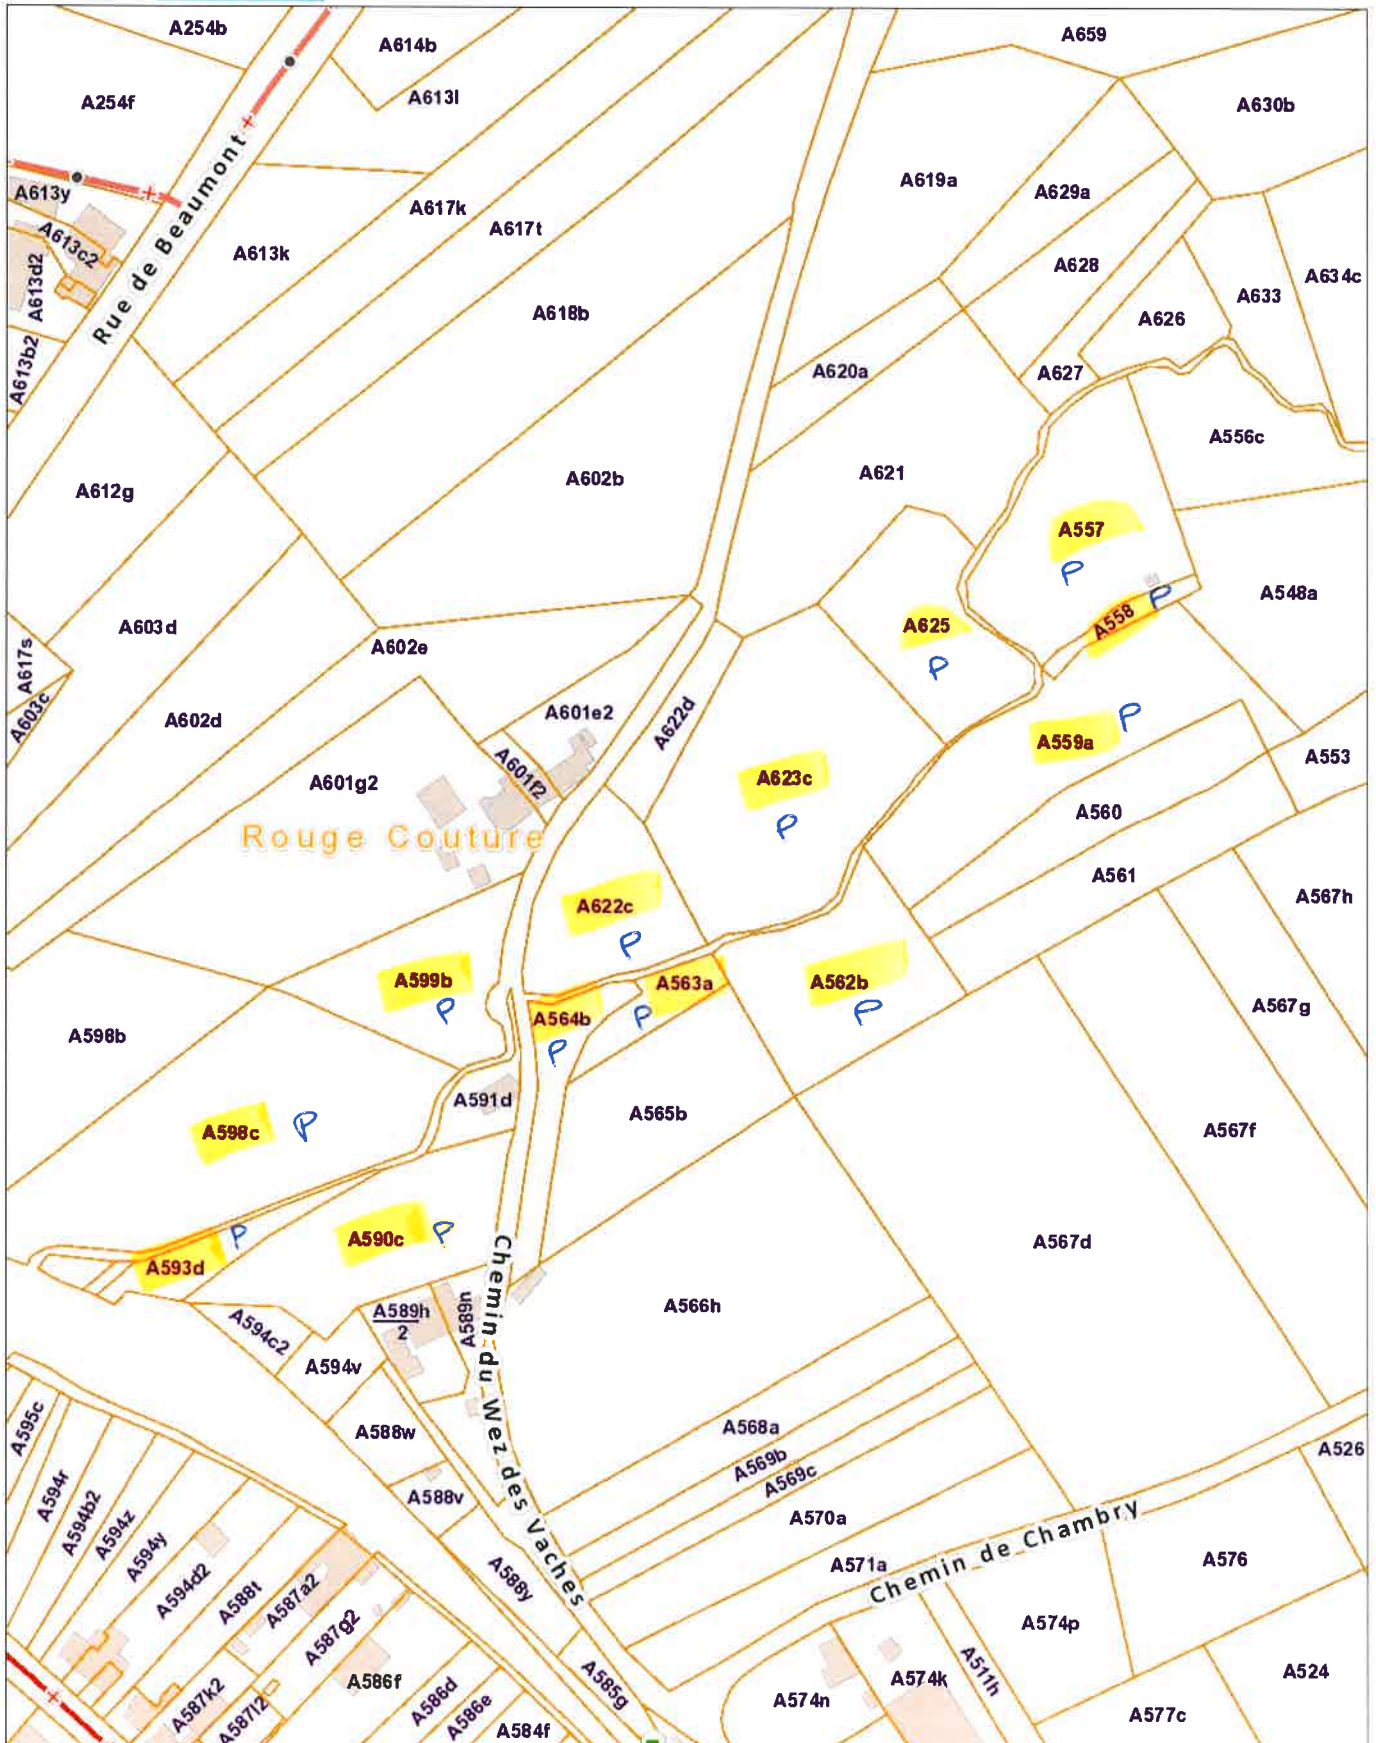 A254b
A614b
A659
A254f
A613l
A630b
A613y
A619a
A629a
A617k
A617t
A613c2
A613k
A628
A634c
A613d2
Rue de Beaumont
A633
A618b
A626
A613b2
A620a
A627
A556c
A621
A602b
A612g
A557
P
A548a
P
A558
A603d
A625
P
A602e
A617s
A603c
A602d
A601e2
A622d
P
A559a
A553
A601g2
A601f2
A623c
P
A560
Rouge Couture
A561
A567h
A622c
P
A599b
P
A563a
P
A562b
P
A567g
A564b
P
A598b
A591d
A565b
A598c
P
A567f
P
A590c
P
A593d
A567d
A566h
A589h
2
A589n
A594c2
A594v
Chemin du Wez des Vaches
A595c
A588w
A568a
A569b
A569c
A526
A594r
A594b2
A594z
A594y
A588v
A570a
Chemin de Chambry
A571a
A576
A594d2
A588t
A587a2
A588y
A587g2
A574p
A586f
A585g
A511h
A574k
A574n
A524
A587k2
A587l2
A586d
A586e
A584f
A577c